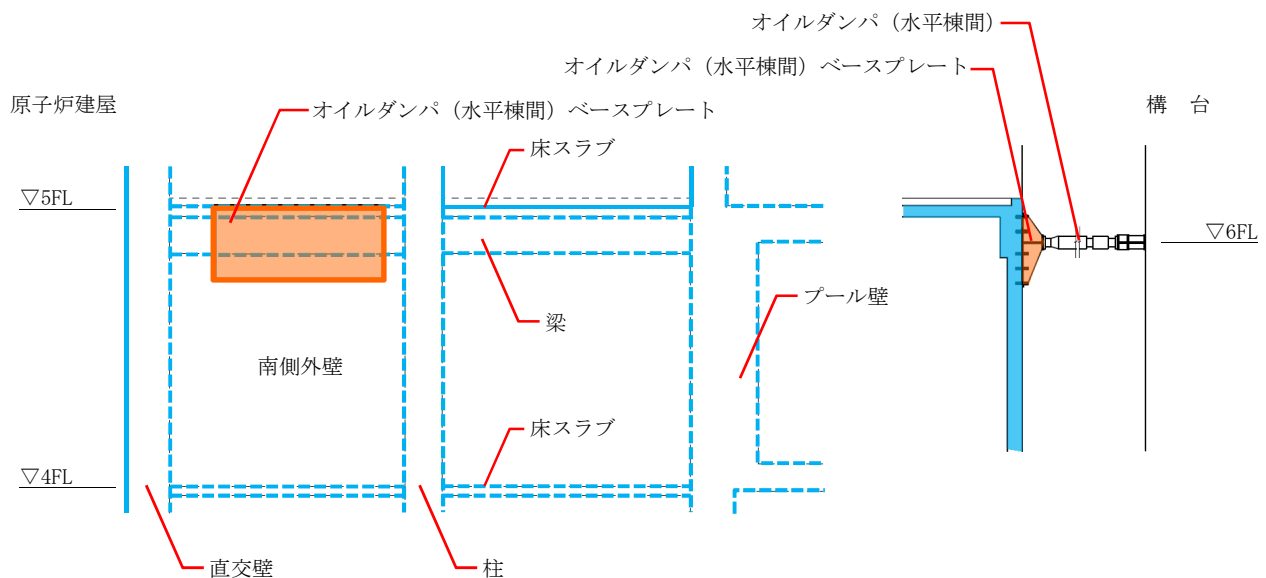 オイルダンパ（水平棟間）
オイルダンパ（水平棟間）ベースプレート
原子炉建屋
オイルダンパ（水平棟間）ベースプレート
構　台
床スラブ
▽5FL
▽6FL
プール壁
梁
南側外壁
床スラブ
▽4FL
直交壁
柱